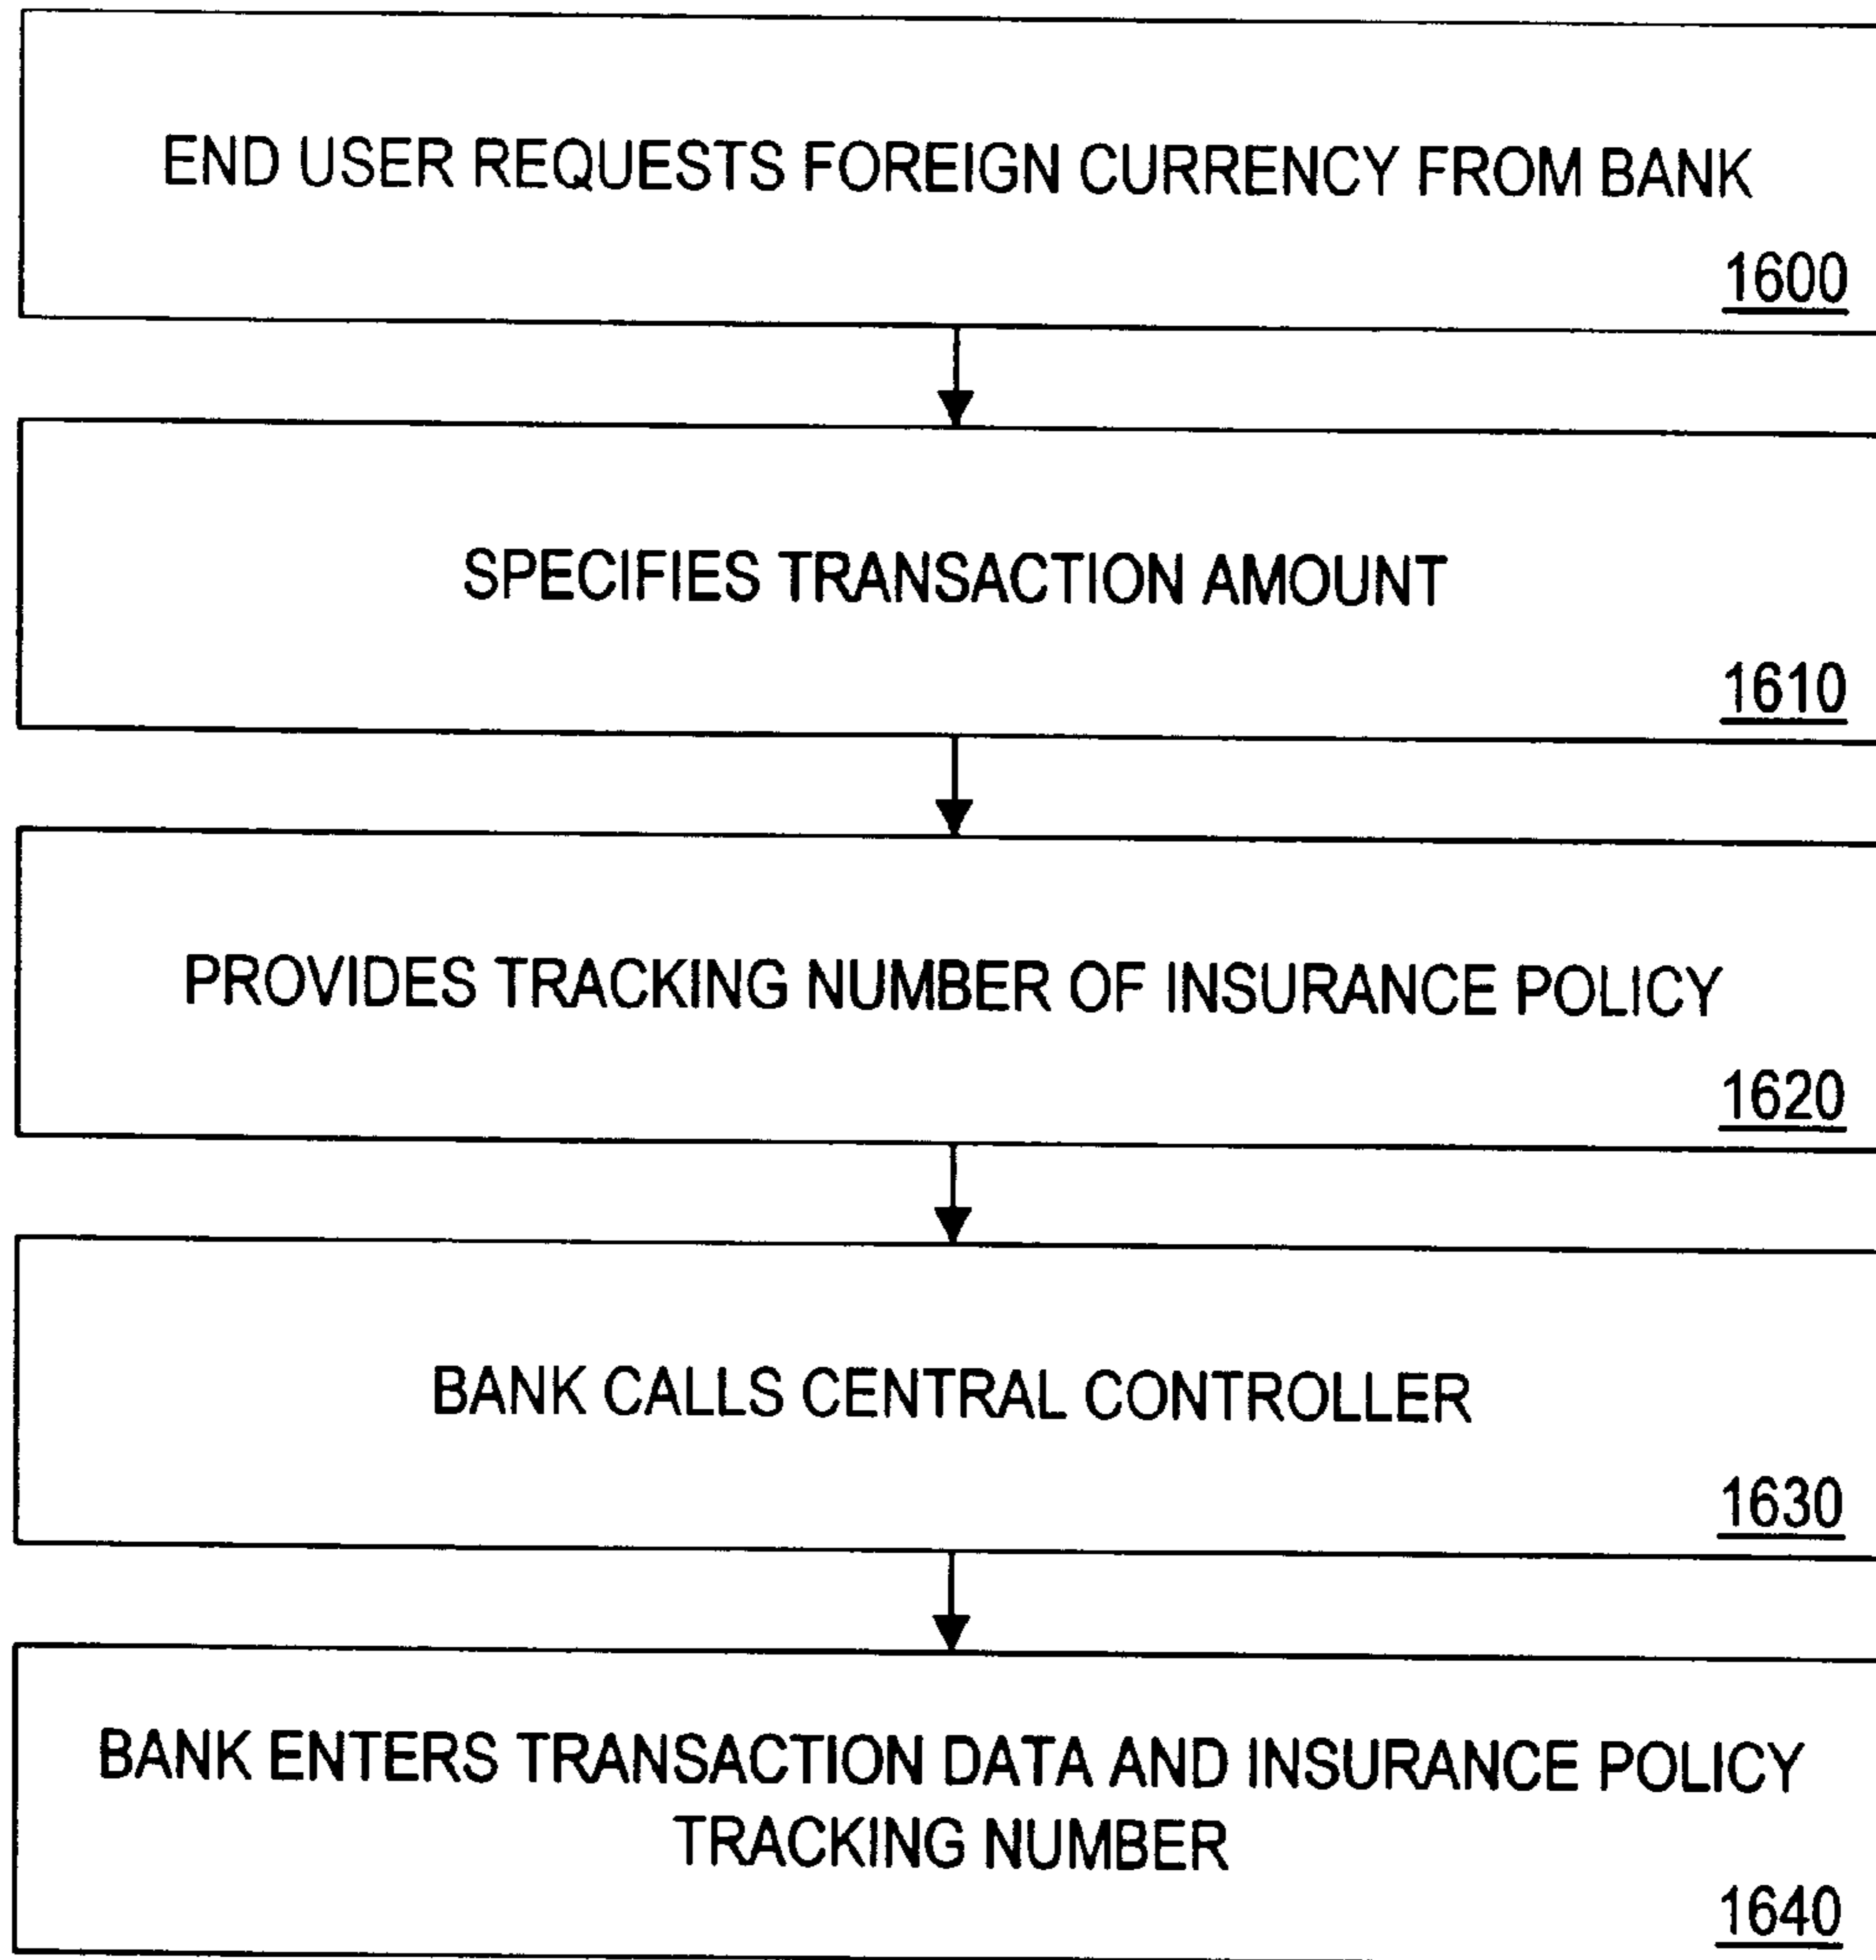 END USER REQUESTS FOREIGN CURRENCY FROM BANK
1600
SPECIFIES TRANSACTION AMOUNT
1610
PROVIDES TRACKING NUMBER OF INSURANCE POLICY
1620
BANK CALLS CENTRAL CONTROLLER
1630
BANK ENTERS TRANSACTION DATA AND INSURANCE POLICY
TRACKING NUMBER
1640